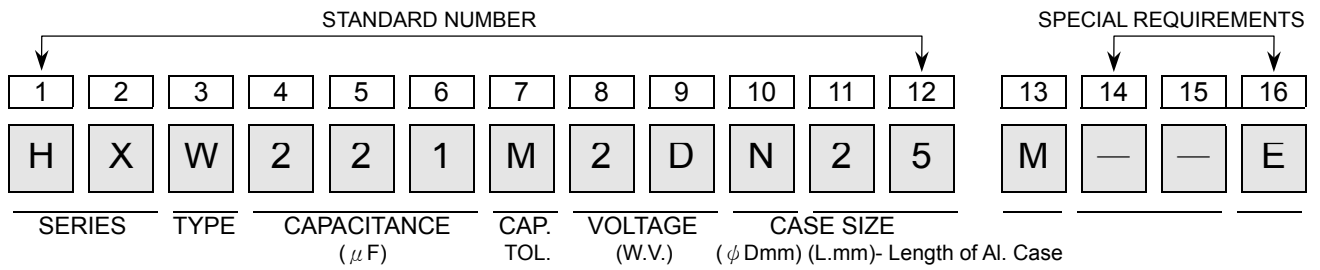 STANDARD NUMBER SPECIAL REQUIREMENTS
1 2 3 4 5 6 7 8 9 10 11 12 13 14 15 16
H X W 2 2 1 M 2 D N 2 5 M — — E
SERIES TYPE CAPACITANCE CAP. VOLTAGE CASE SIZE
(μF) TOL. (W.V.) (φDmm) (L.mm)- Length of Al. Case